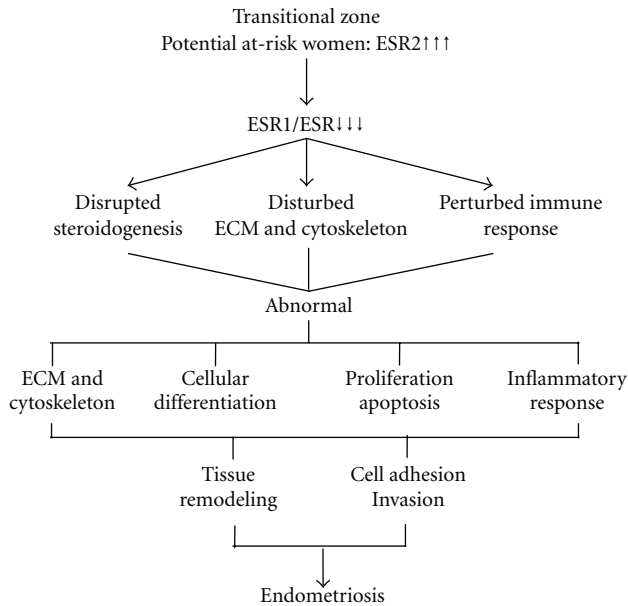 Transitional zone
Potential at-risk women: ESR2↑↑↑
ESR1/ESR↓↓↓
Disrupted
steroidogenesis
Disturbed
ECM and cytoskeleton
Perturbed immune
response
Abnormal
ECM and
cytoskeleton
Cellular
differentiation
Proliferation
apoptosis
Inflammatory
response
Tissue
remodeling
Cell adhesion
Invasion
Endometriosis